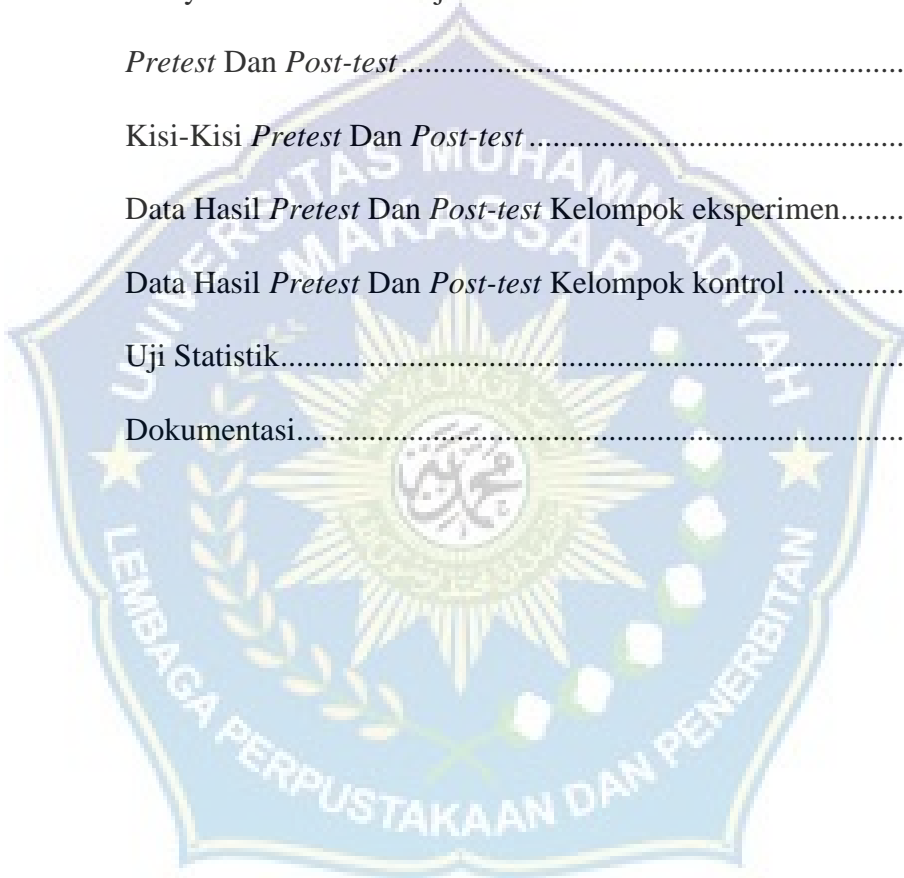 Pretest Dan Post-test
Kisi-Kisi Pretest Dan Post-test
Data Hasil Pretest Dan Post-test Kelompok eksperimen
Data Hasil Pretest Dan Post-test Kelompok kontrol
Uji Statistik
Dokumentasi
UNIVERSITAS MUHAMMADIYAH
MAKASSAR
LEMBAGA PERPUSTAKAAN DAN PENERBITAN